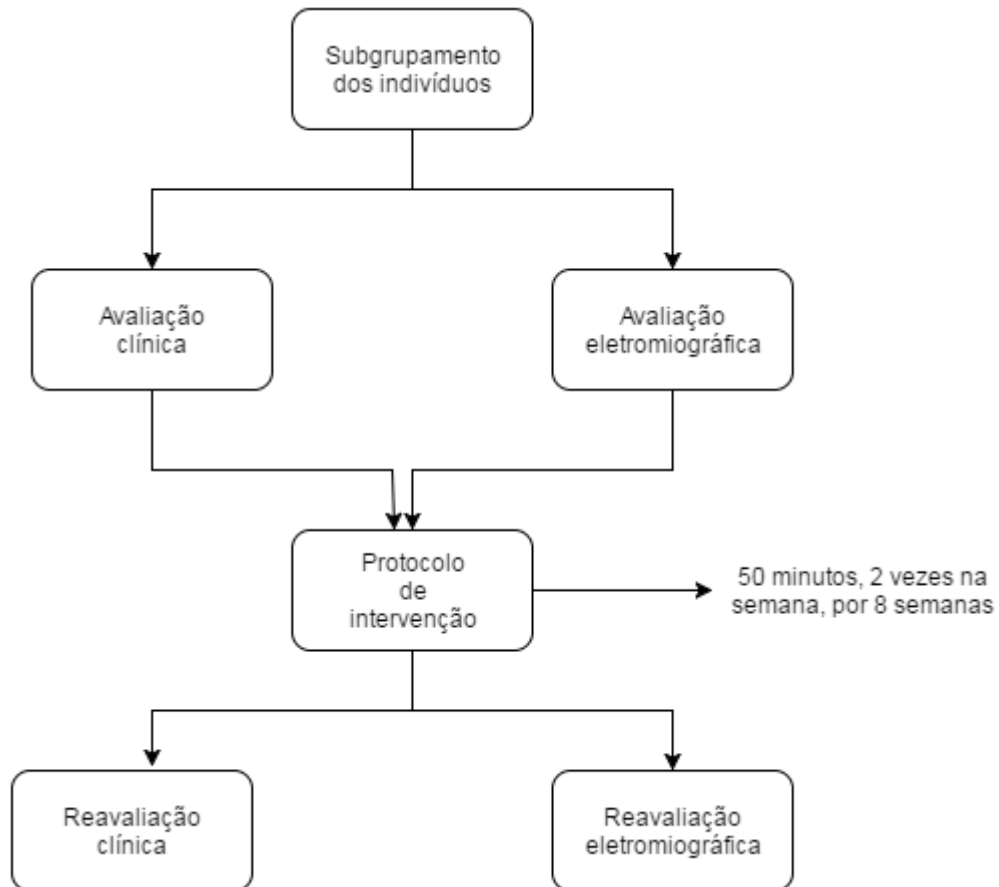 Subgrupamento
dos indivíduos
Avaliação
clínica
Avaliação
eletromiográfica
Protocolo
de
intervenção
50 minutos, 2 vezes na
semana, por 8 semanas
Reavaliação
clínica
Reavaliação
eletromiográfica